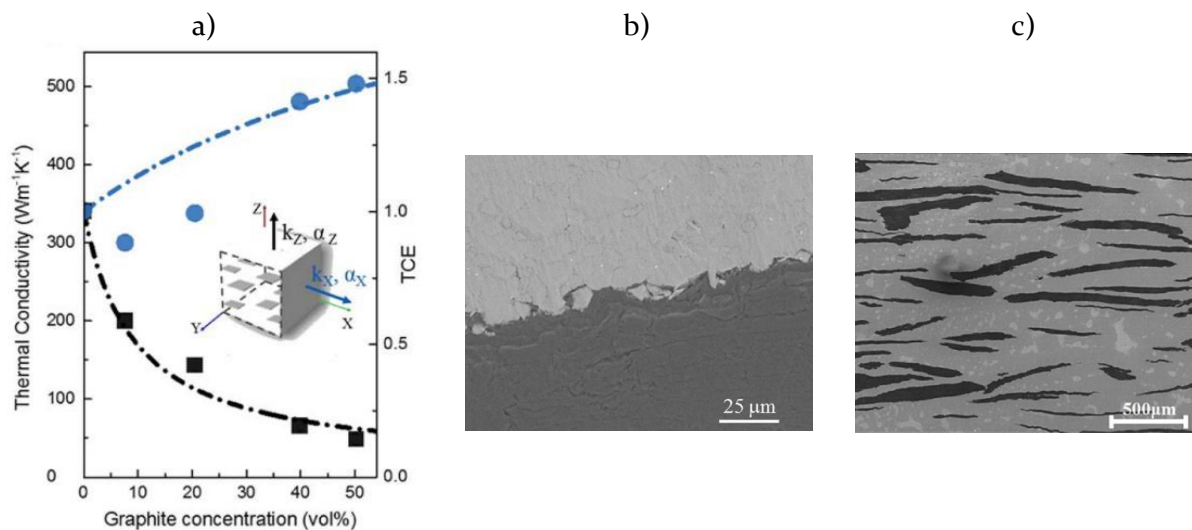 a)
b)
c)
Thermal Conductivity (Wm⁻¹K⁻¹)
500
400
300
200
100
0
1.5
1.0
0.5
0.0
TCE
Z
k_Z, α_Z
k_X, α_X
Y
X
0 10 20 30 40 50
Graphite concentration (vol%)
25 µm
500µm